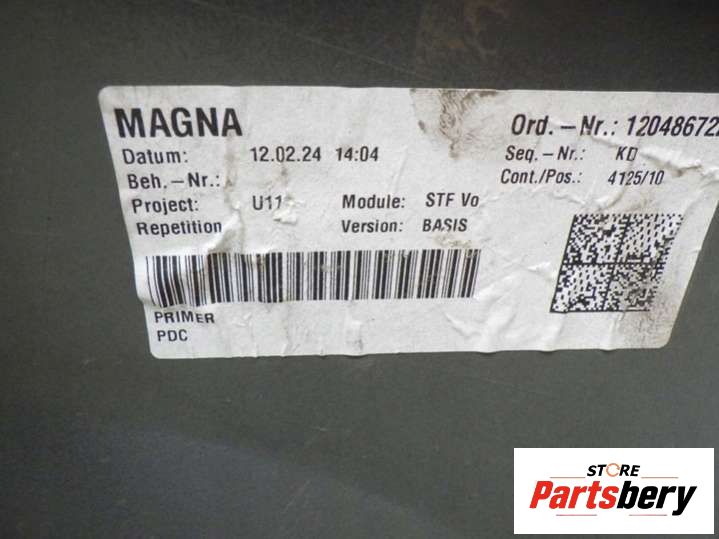 MAGNA Ord. - Nr.: 12048672
Datum: 12.02.24 14:04 Seq. - Nr.: KD
Beh. - Nr.: Cont./Pos.: 4125/10
Project: U11 Module: STF Vo
Repetition Version: BASIS
PRIMER
PDC
STORE
Partsbery